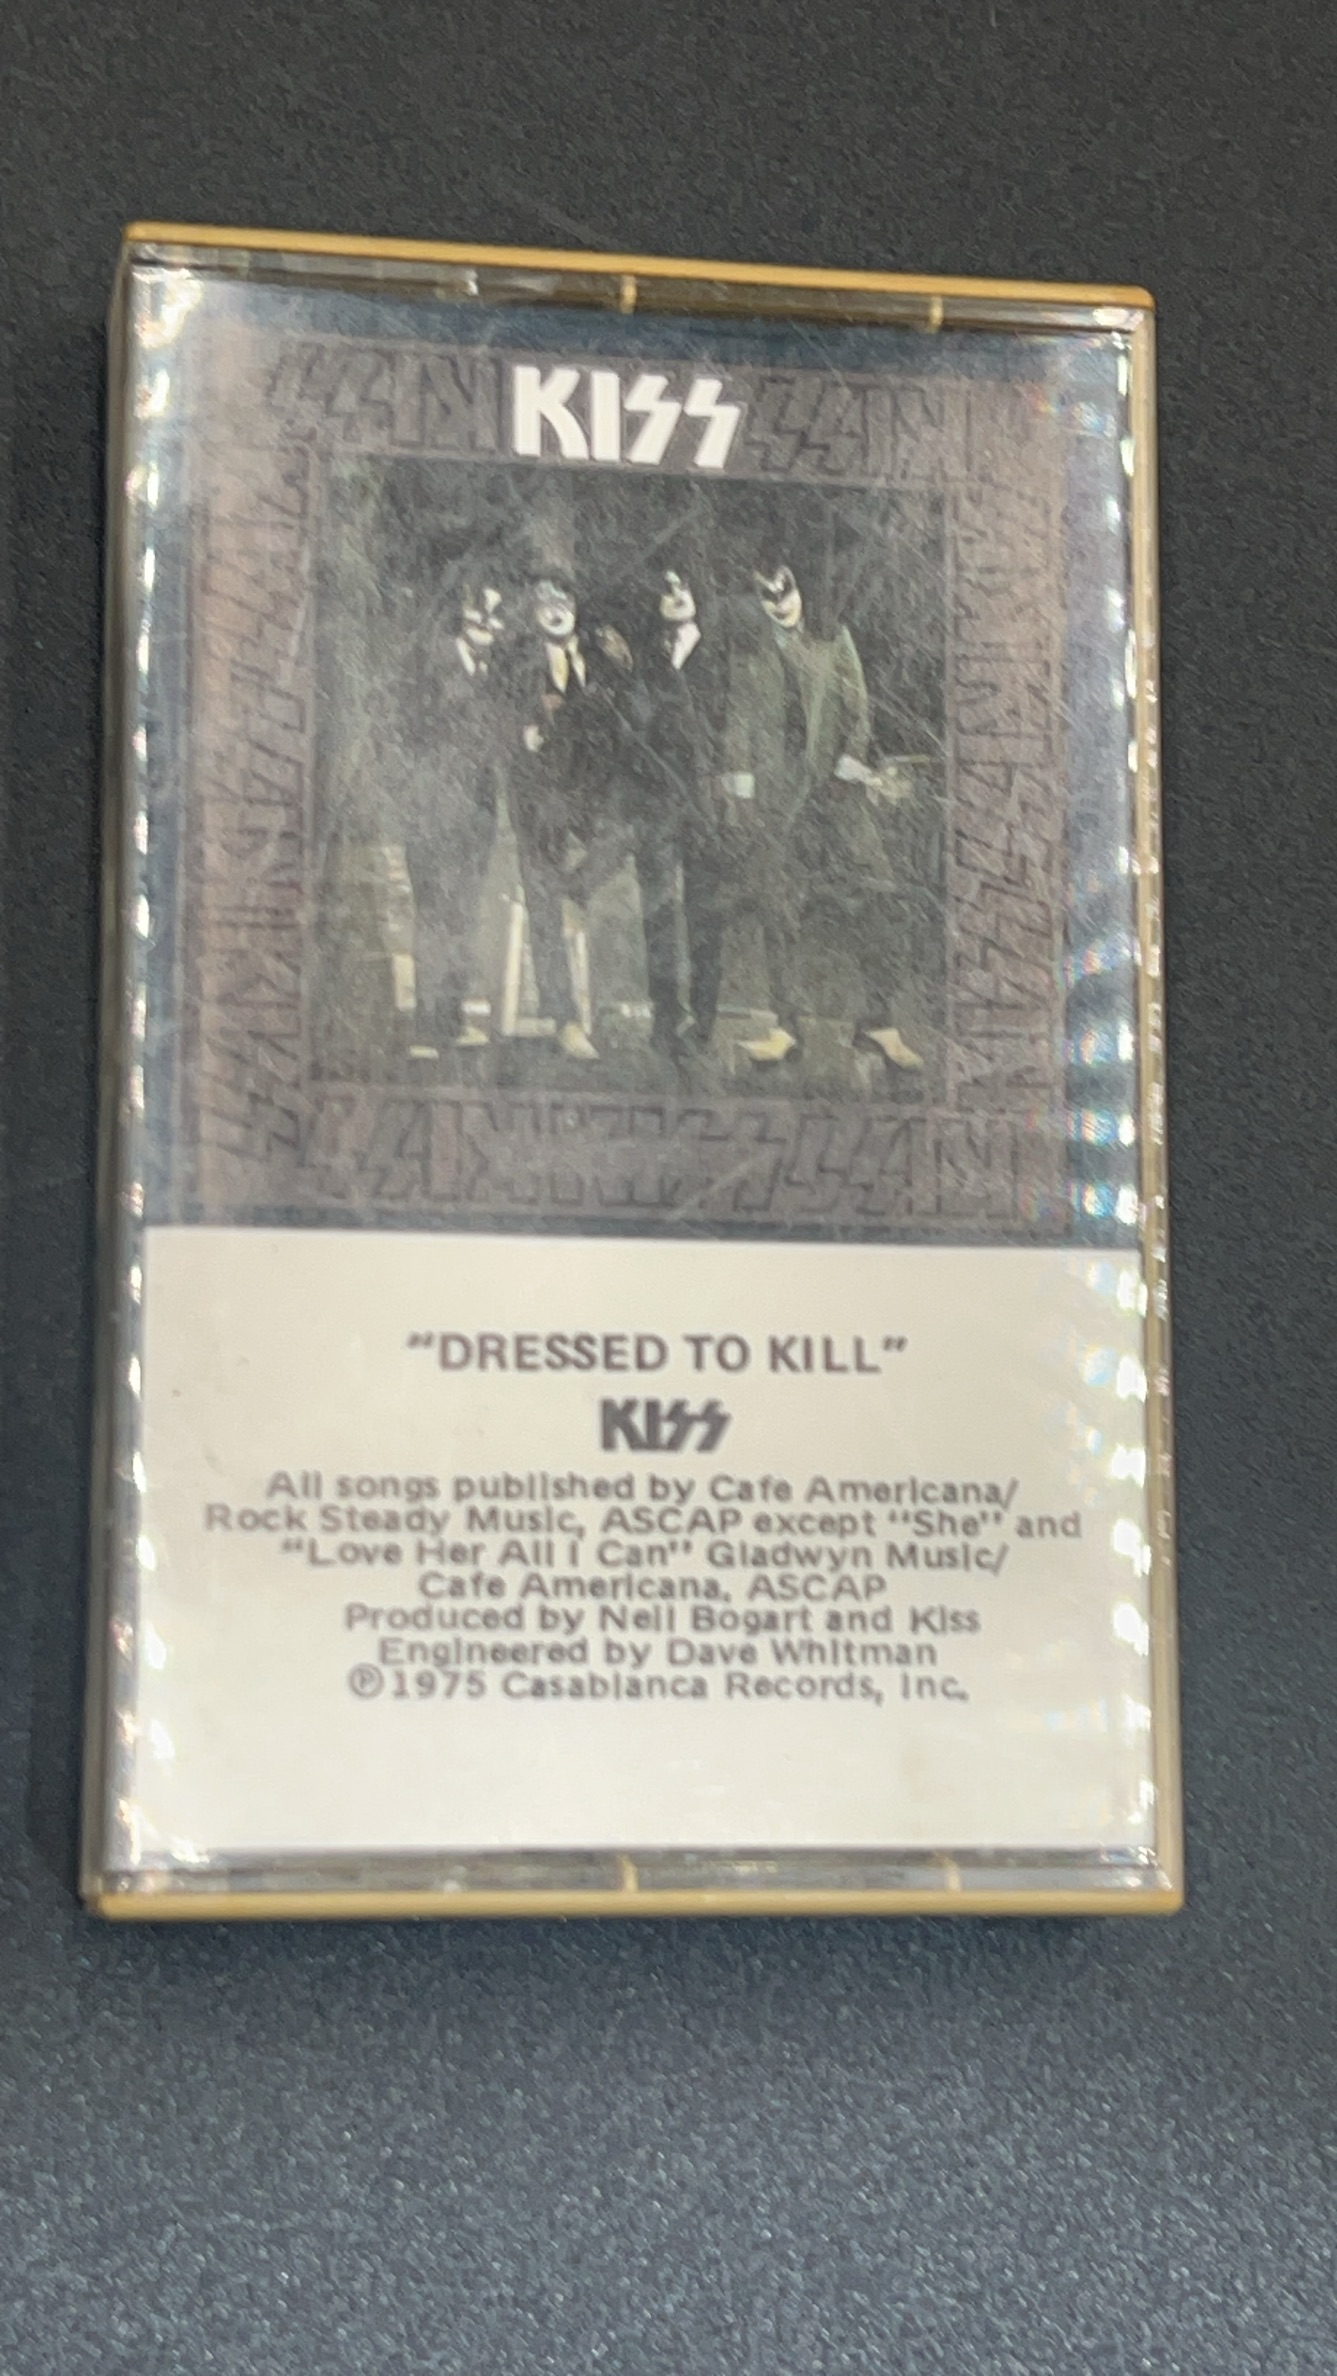 KISS
"DRESSED TO KILL"
KISS
All songs published by Cafe Americana/
Rock Steady Music, ASCAP except "She" and
"Love Her All I Can" Gladwyn Music/
Cafe Americana, ASCAP
Produced by Neil Bogart and Kiss
Engineered by Dave Whitman
℗1975 Casablanca Records, Inc.